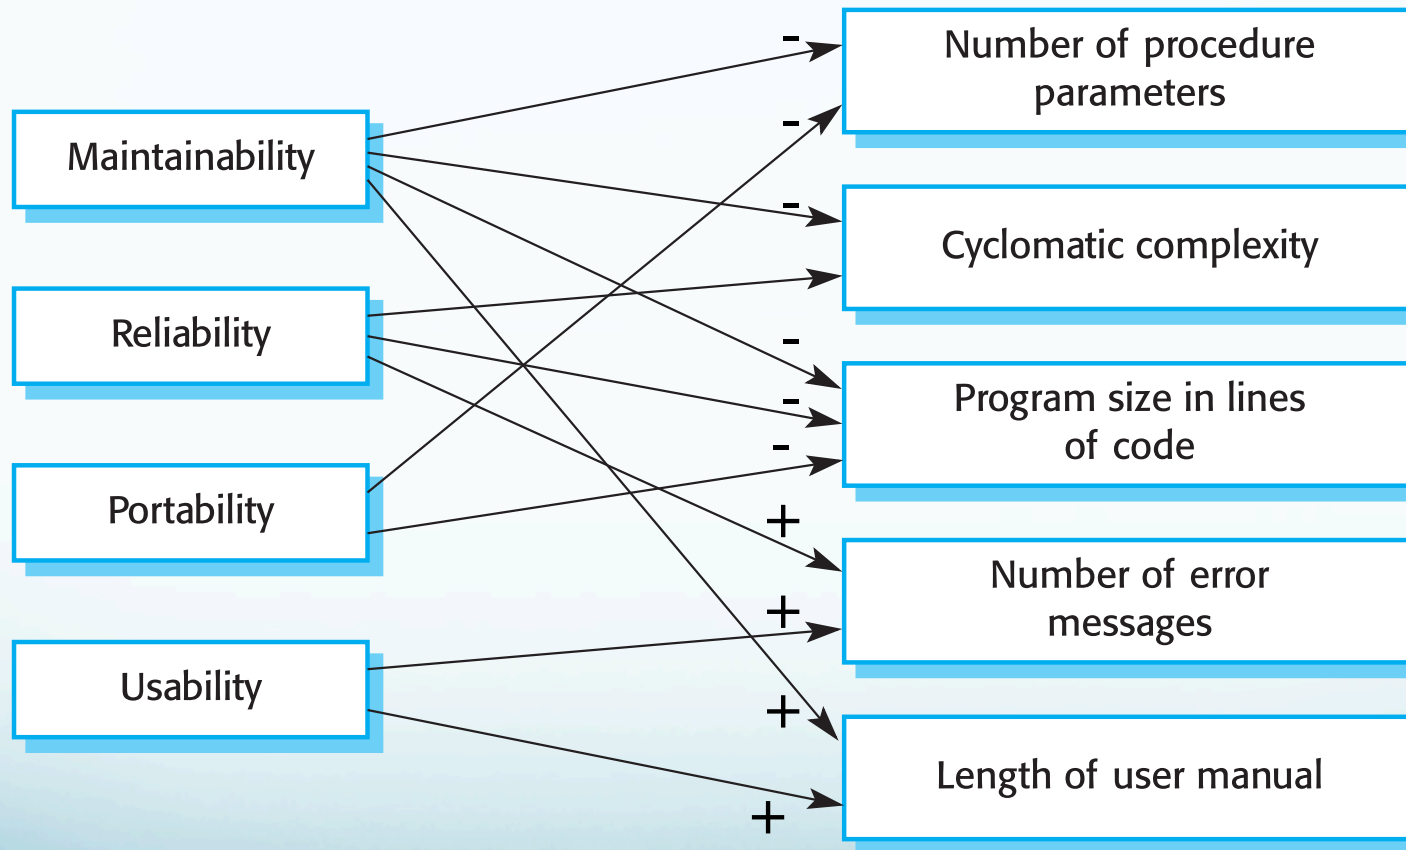 Maintainability
Reliability
Portability
Usability
-
-
-
-
-
-
+
+
+
+
Number of procedure
parameters
Cyclomatic complexity
Program size in lines
of code
Number of error
messages
Length of user manual